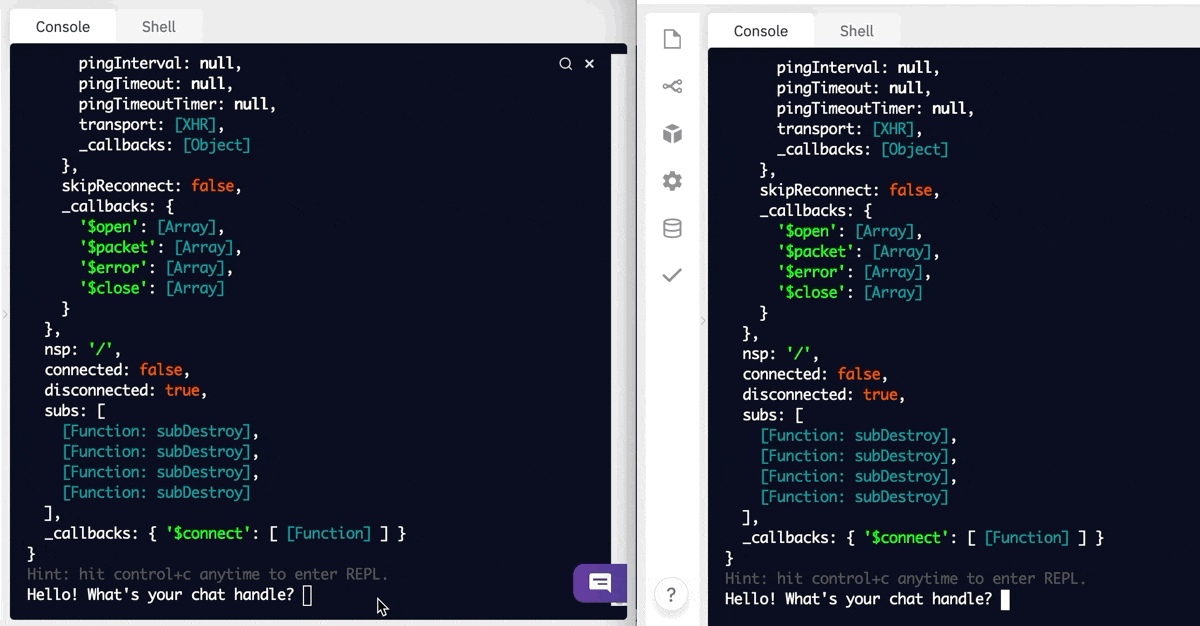 Console Shell
pingInterval: null,
pingTimeout: null,
pingTimeoutTimer: null,
transport: [XHR],
_callbacks: [Object]
},
skipReconnect: false,
_callbacks: {
'$open': [Array],
'$packet': [Array],
'$error': [Array],
'$close': [Array]
}
},
nsp: '/',
connected: false,
disconnected: true,
subs: [
[Function: subDestroy],
[Function: subDestroy],
[Function: subDestroy],
[Function: subDestroy]
],
_callbacks: { '$connect': [ [Function] ] }
}
Hint: hit control+c anytime to enter REPL.
Hello! What's your chat handle?
Console Shell
pingInterval: null,
pingTimeout: null,
pingTimeoutTimer: null,
transport: [XHR],
_callbacks: [Object]
},
skipReconnect: false,
_callbacks: {
'$open': [Array],
'$packet': [Array],
'$error': [Array],
'$close': [Array]
}
},
nsp: '/',
connected: false,
disconnected: true,
subs: [
[Function: subDestroy],
[Function: subDestroy],
[Function: subDestroy],
[Function: subDestroy]
],
_callbacks: { '$connect': [ [Function] ] }
}
Hint: hit control+c anytime to enter REPL.
Hello! What's your chat handle?
?